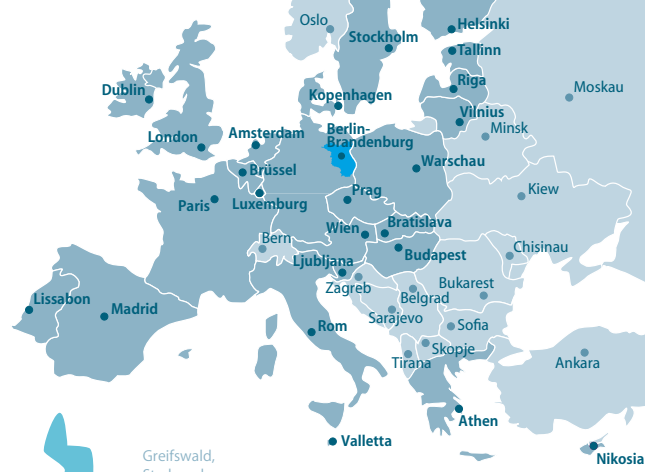 Oslo
Helsinki
Stockholm
Tallinn
Riga
Moskau
Dublin
Kopenhagen
Vilnius
Minsk
London
Amsterdam
Berlin-
Brandenburg
Warschau
Brüssel
Kiew
Paris
Luxemburg
Prag
Wien
Bratislava
Bern
Budapest
Chisinau
Ljubljana
Zagreb
Belgrad
Bukarest
Lissabon
Madrid
Sarajevo
Rom
Sofia
Skopje
Tirana
Ankara
Athen
Valletta
Greifswald,
Nikosia